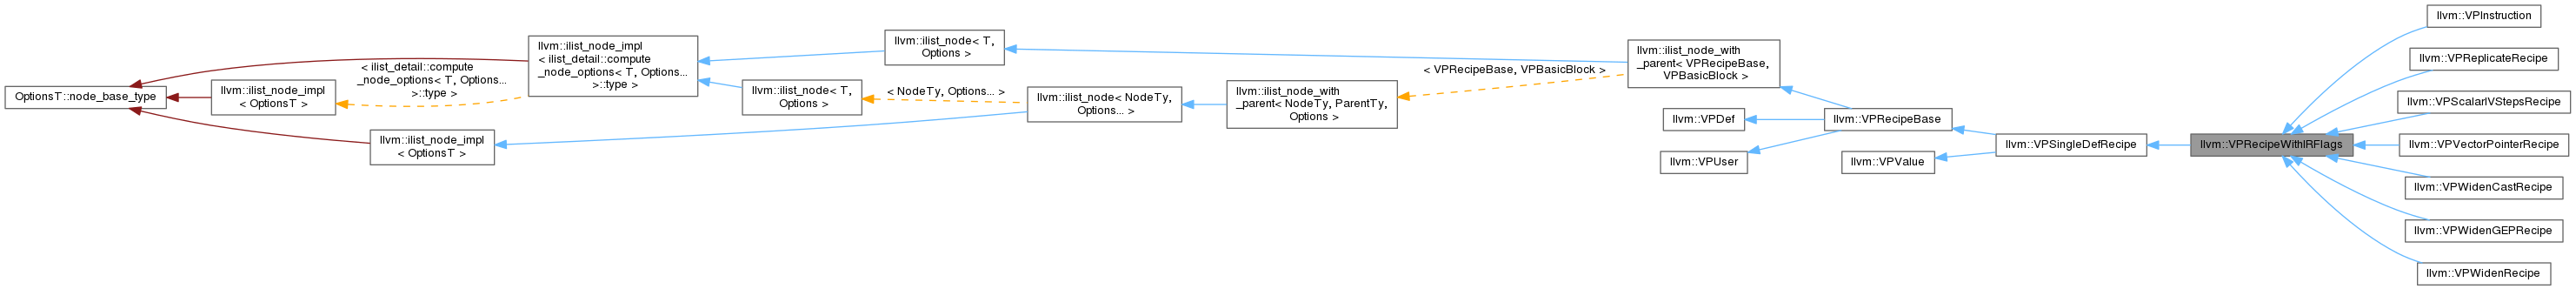 OptionsT::node_base_type
llvm::ilist_node_impl
< OptionsT >
< ilist_detail::compute
_node_options< T, Options...
>::type >
llvm::ilist_node_impl
< OptionsT >
llvm::ilist_node_impl
< ilist_detail::compute
_node_options< T, Options...
>::type >
llvm::ilist_node< T,
Options >
llvm::ilist_node< T,
Options >
< NodeTy, Options... >
llvm::ilist_node< NodeTy,
Options... >
llvm::ilist_node_with
_parent< NodeTy, ParentTy,
Options >
< VPRecipeBase, VPBasicBlock >
llvm::ilist_node_with
_parent< VPRecipeBase,
VPBasicBlock >
llvm::VPDef
llvm::VPUser
llvm::VPRecipeBase
llvm::VPValue
llvm::VPSingleDefRecipe
llvm::VPRecipeWithIRFlags
llvm::VPInstruction
llvm::VPReplicateRecipe
llvm::VPScalarIVStepsRecipe
llvm::VPVectorPointerRecipe
llvm::VPWidenCastRecipe
llvm::VPWidenGEPRecipe
llvm::VPWidenRecipe